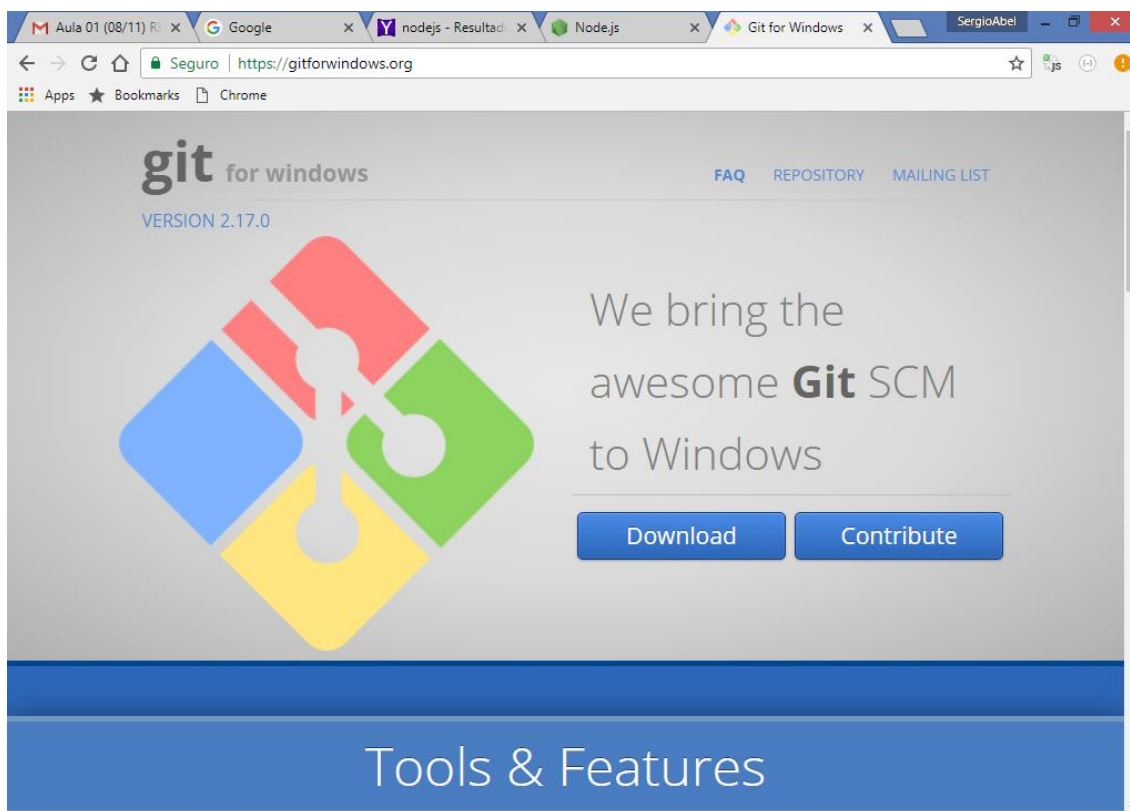 Aula 01 (08/11) R
Google
nodejs - Resultad
Node.js
Git for Windows
SergioAbel
Seguro | https://gitforwindows.org
js
Apps
Bookmarks
Chrome
git for windows
FAQ
REPOSITORY
MAILING LIST
VERSION 2.17.0
We bring the
awesome Git SCM
to Windows
Download
Contribute
Tools & Features